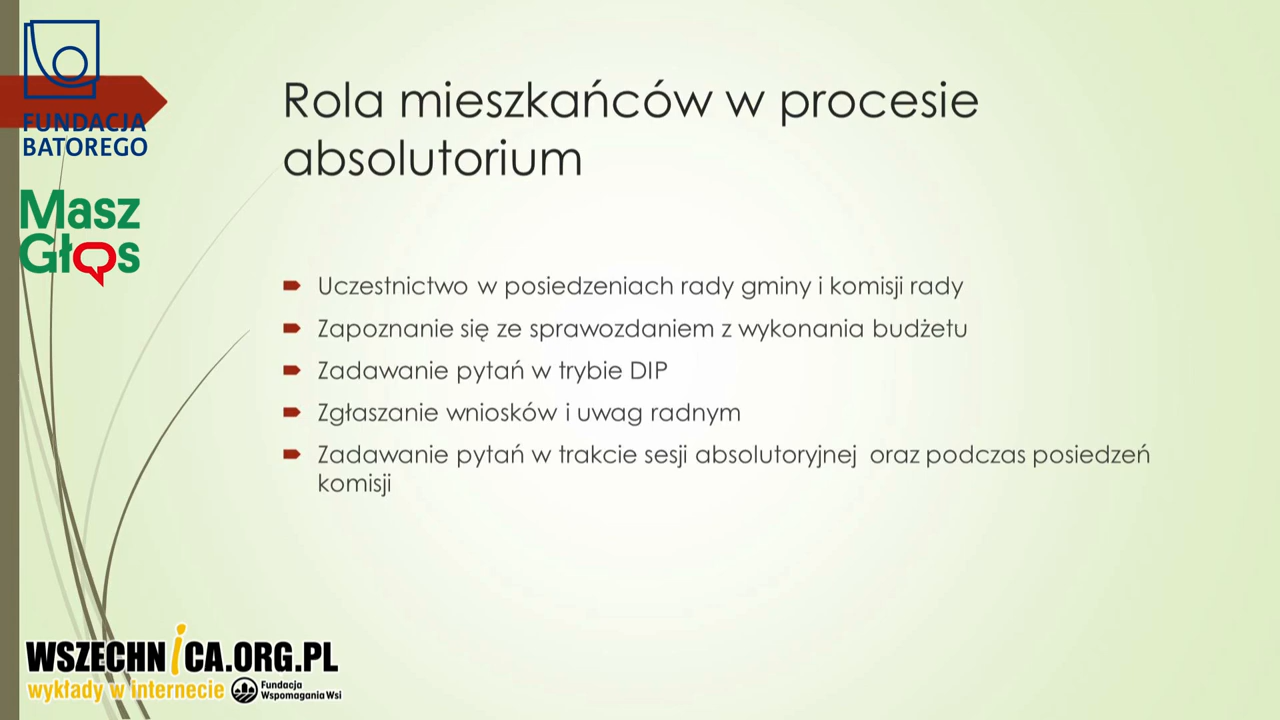 FUNDACJA
BATOREGO
Masz
Głos
Rola mieszkańców w procesie
absolutorium
Uczestnictwo w posiedzeniach rady gminy i komisji rady
Zapoznanie się ze sprawozdaniem z wykonania budżetu
Zadawanie pytań w trybie DIP
Zgłaszanie wniosków i uwag radnym
Zadawanie pytań w trakcie sesji absolutoryjnej oraz podczas posiedzeń
komisji
WSZECHNiCA.ORG.PL
wykłady w internecie
Fundacja
Wspomagania Wsi